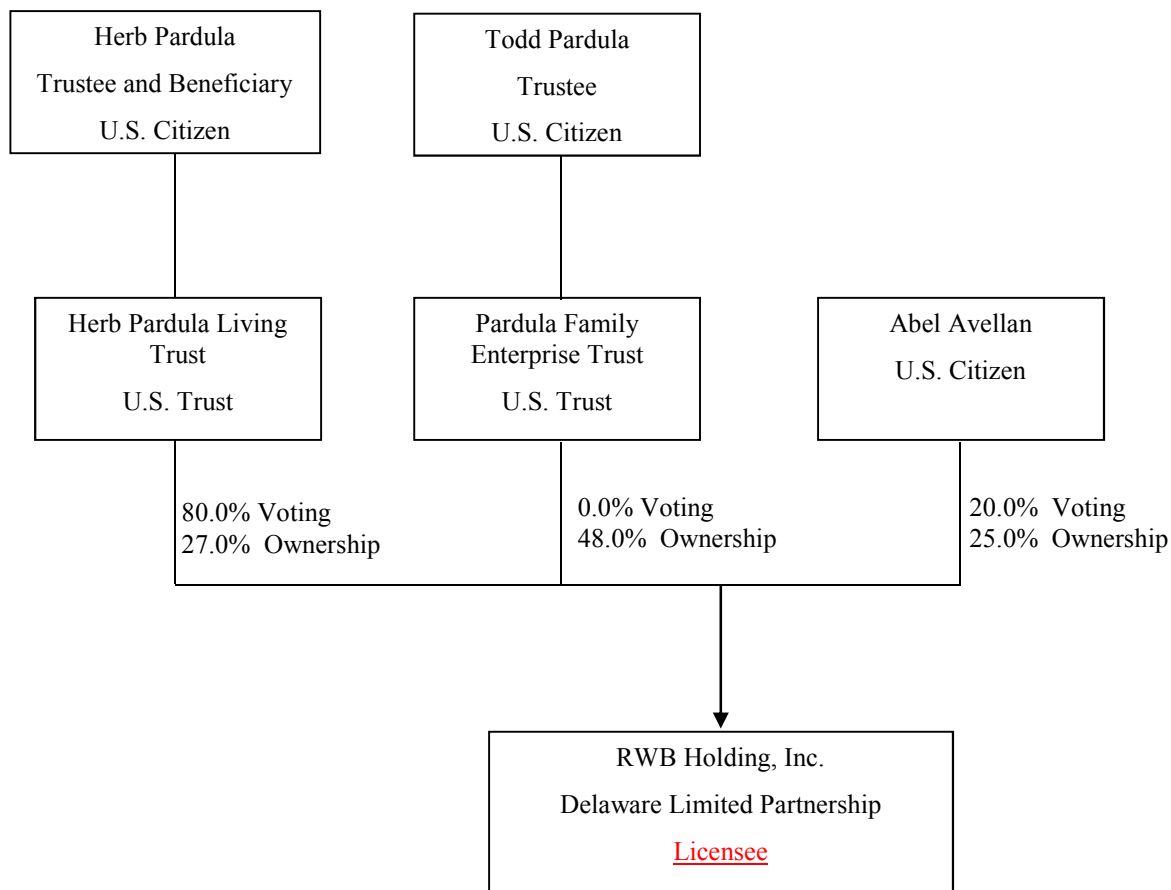 Herb Pardula
Trustee and Beneficiary
U.S. Citizen
Todd Pardula
Trustee
U.S. Citizen
Herb Pardula Living
Trust
U.S. Trust
Pardula Family
Enterprise Trust
U.S. Trust
Abel Avellan
U.S. Citizen
80.0% Voting
27.0% Ownership
0.0% Voting
48.0% Ownership
20.0% Voting
25.0% Ownership
RWB Holding, Inc.
Delaware Limited Partnership
Licensee